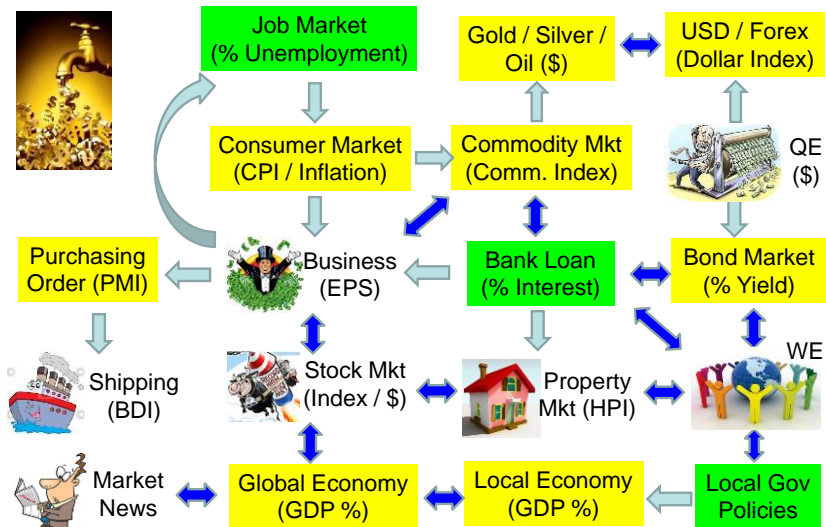 Job Market
(% Unemployment)
Gold / Silver /
Oil ($)
USD / Forex
(Dollar Index)
Consumer Market
(CPI / Inflation)
Commodity Mkt
(Comm. Index)
QE
($)
Purchasing
Order (PMI)
Business
(EPS)
Bank Loan
(% Interest)
Bond Market
(% Yield)
Shipping
(BDI)
Stock Mkt
(Index / $)
Property
Mkt (HPI)
WE
Market
News
Global Economy
(GDP %)
Local Economy
(GDP %)
Local Gov
Policies